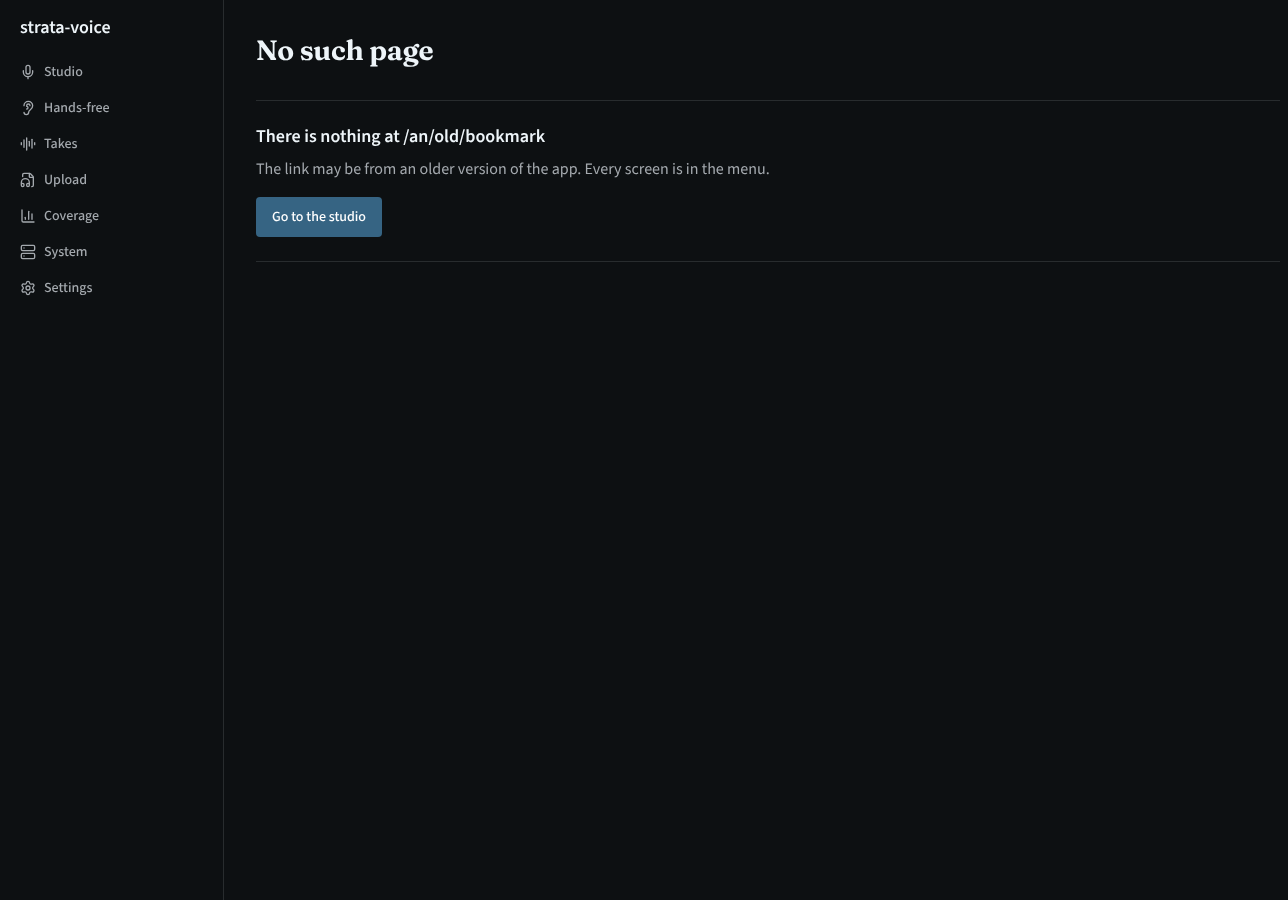 strata-voice
Studio
Hands-free
Takes
Upload
Coverage
System
Settings
No such page
There is nothing at /an/old/bookmark
The link may be from an older version of the app. Every screen is in the menu.
Go to the studio